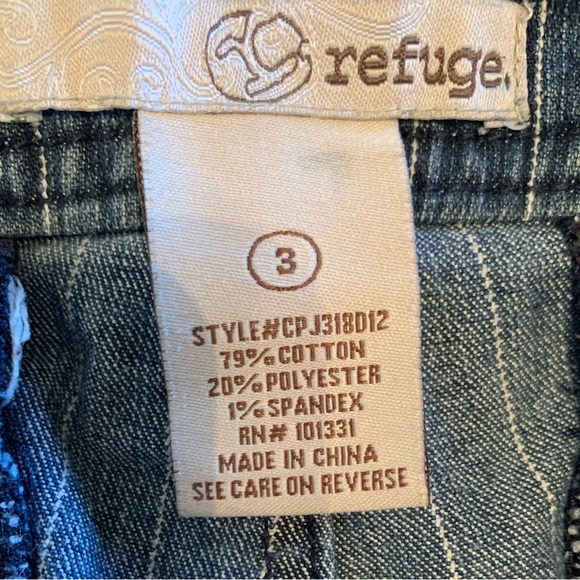 refuge.
3
STYLE#CPJ318D12
79% COTTON
20% POLYESTER
1% SPANDEX
RN# 101331
MADE IN CHINA
SEE CARE ON REVERSE